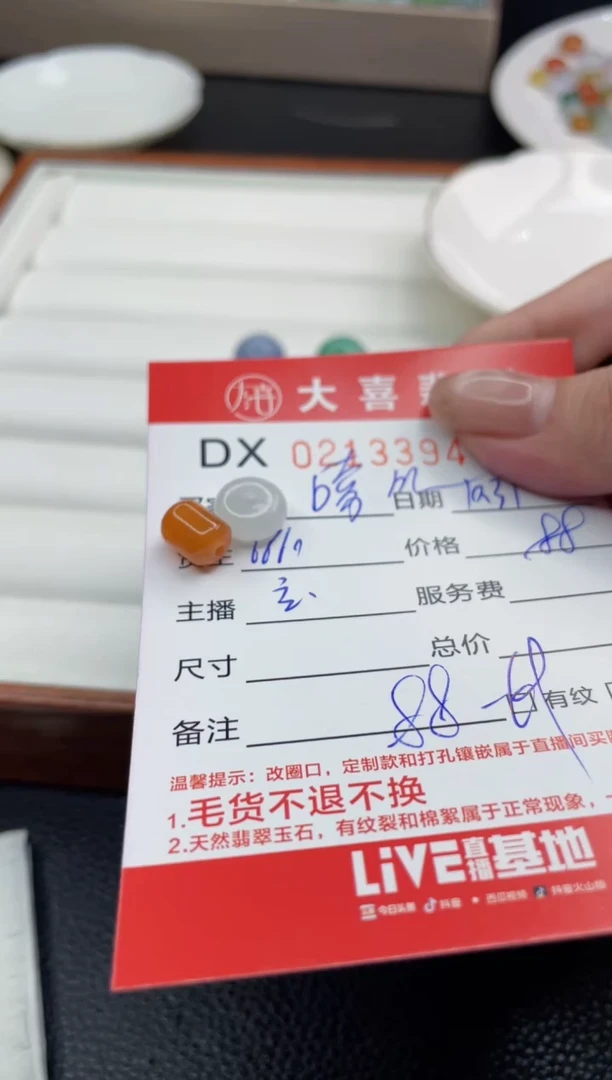 大喜
DX 0213394
日期
6617 价格 88
主播 服务费
尺寸 总价
备注 88 有纹
温馨提示：改圈口，定制款和打孔镶嵌属于直播间买
1.毛货不退不换
2.天然翡翠玉石，有纹裂和棉絮属于正常现象，
LiVE直播基地
今日头条 抖音 西瓜视频 抖音火山版